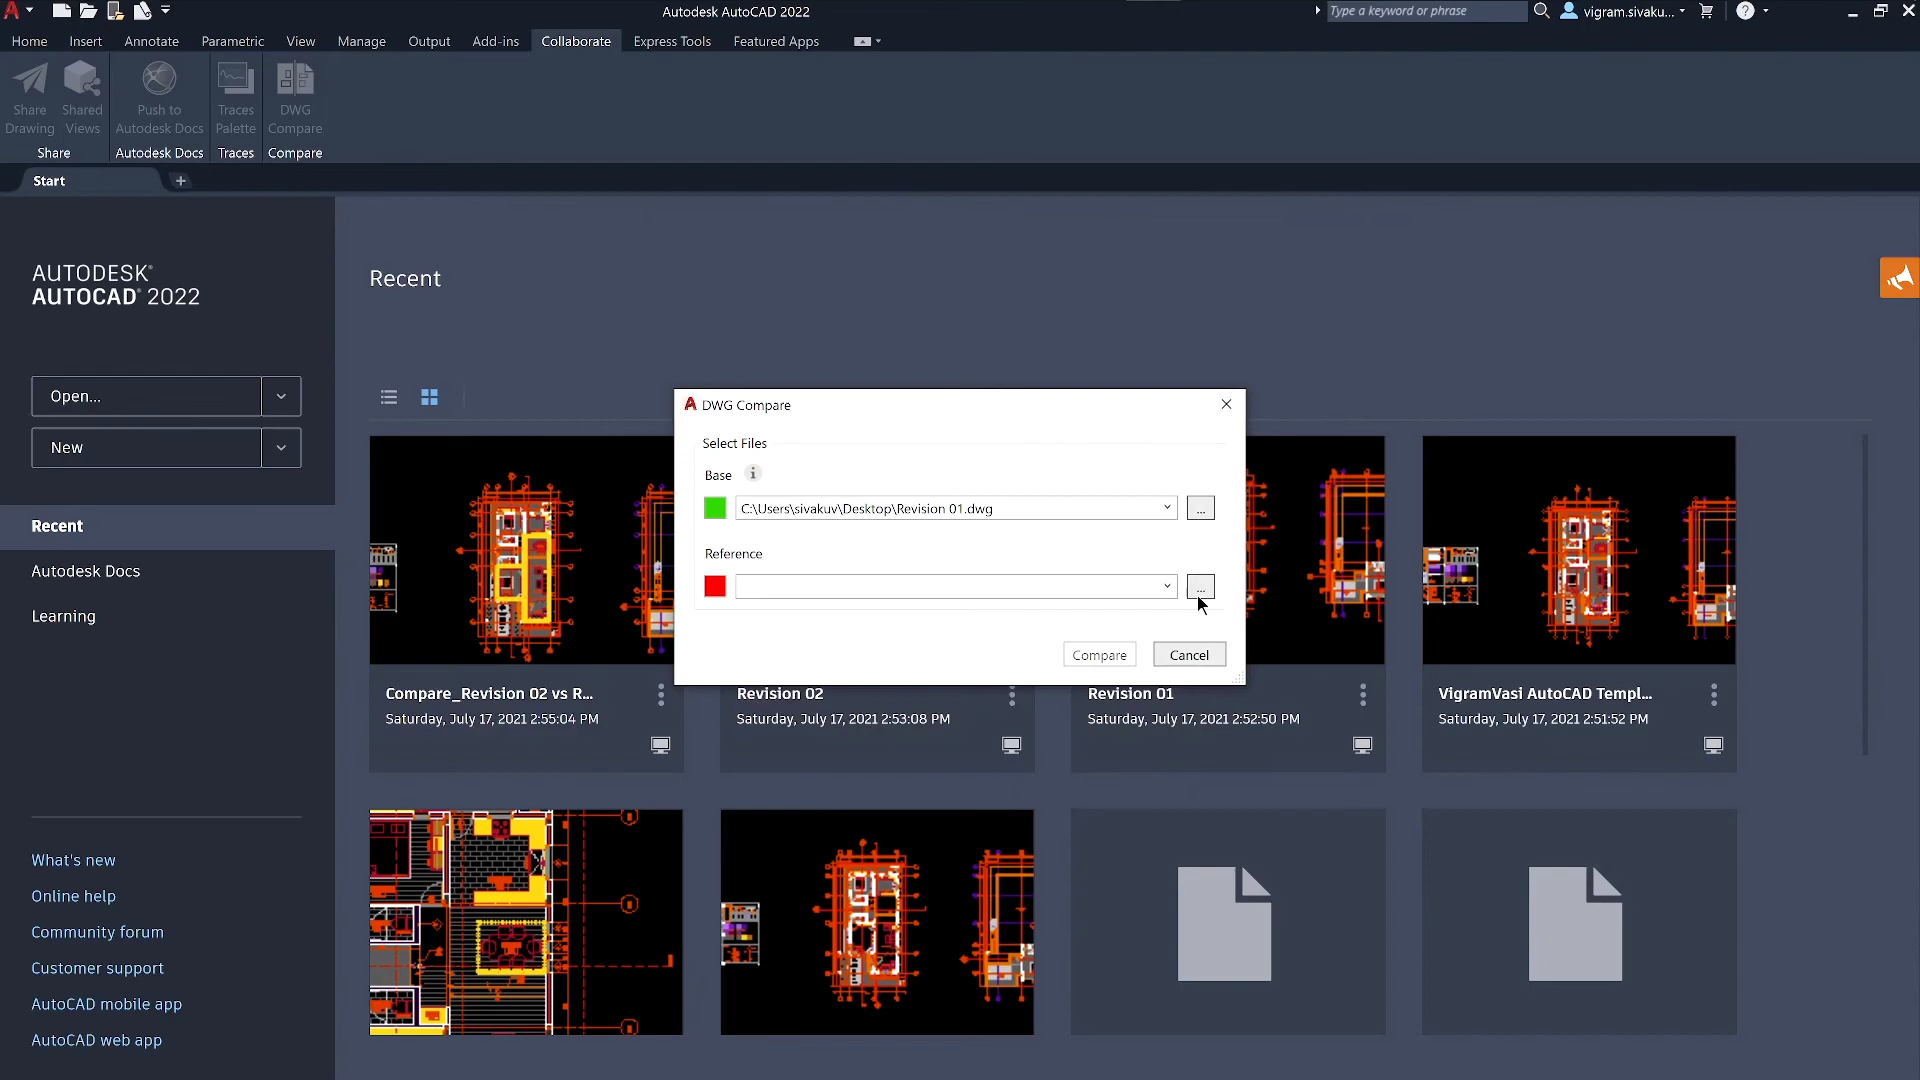 Autodesk AutoCAD 2022
Type a keyword or phrase
vigram.sivaku...
Home Insert Annotate Parametric View Manage Output Add-ins Collaborate Express Tools Featured Apps
Share Drawing
Shared Views
Push to Autodesk Docs
Traces Palette
DWG Compare
Share Autodesk Docs Traces Compare
Start
AUTODESK®
AUTOCAD® 2022
Open...
New
Recent
Autodesk Docs
Learning
What's new
Online help
Community forum
Customer support
AutoCAD mobile app
AutoCAD web app
Recent
DWG Compare
Select Files
Base
C:\Users\sivakuv\Desktop\Revision 01.dwg
...
Reference
...
Compare Cancel
Compare_Revision 02 vs R...
Saturday, July 17, 2021 2:55:04 PM
Revision 02
Saturday, July 17, 2021 2:53:08 PM
Revision 01
Saturday, July 17, 2021 2:52:50 PM
VigramVasi AutoCAD Templ...
Saturday, July 17, 2021 2:51:52 PM